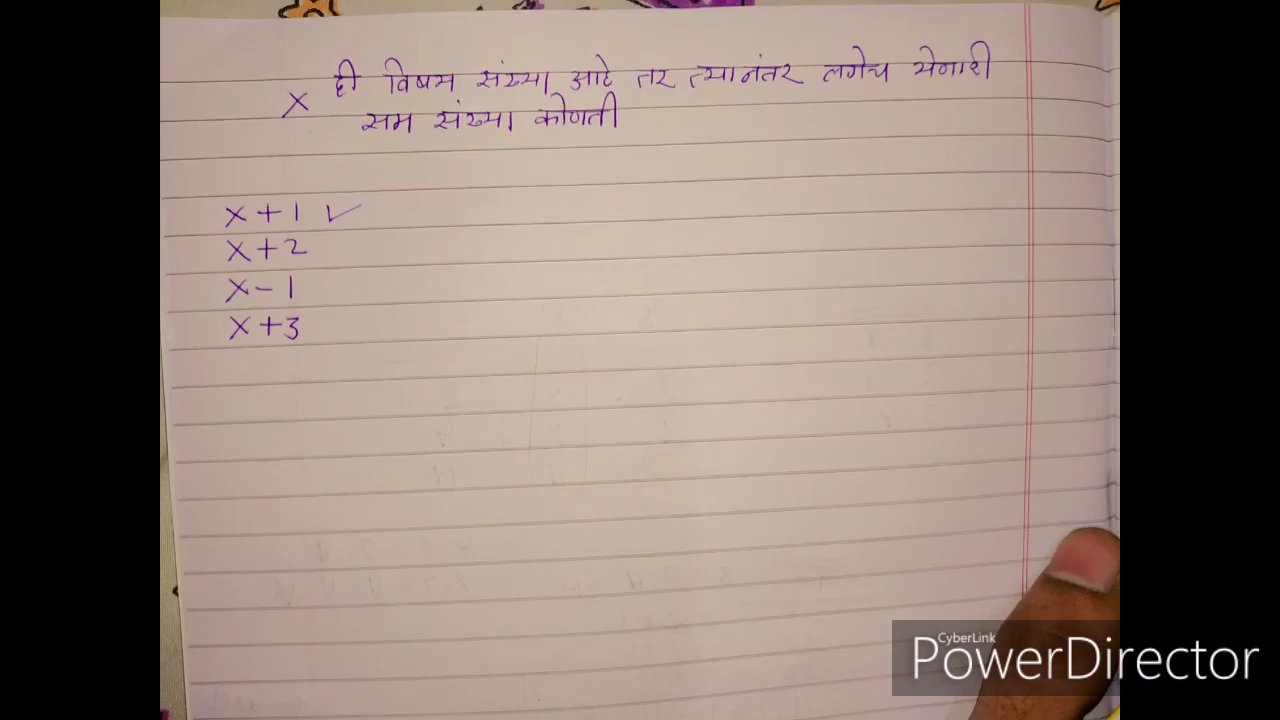 x ही विषम संख्या आहे तर त्यानंतर लगेच येणारी
सम संख्या कोणती
x + 1 ✓
x + 2
x - 1
x + 3
CyberLink
PowerDirector